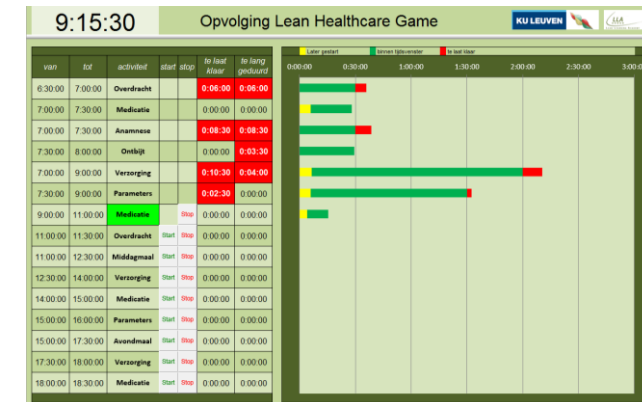 9:15:30 Opvolging Lean Healthcare Game KU LEUVEN
Later gestart binnen tijdsvenster te laat klaar
van tot activiteit start stop te laat klaar te lang geduurd
0:00:00 0:30:00 1:00:00 1:30:00 2:00:00 2:30:00 3:00:0
6:30:00 7:00:00 Overdracht 0:06:00 0:06:00
7:00:00 7:30:00 Medicatie 0:00:00 0:00:00
7:00:00 7:30:00 Anamnese 0:08:30 0:08:30
7:30:00 8:00:00 Ontbijt 0:00:00 0:03:30
7:00:00 9:00:00 Verzorging 0:10:30 0:04:00
7:30:00 9:00:00 Parameters 0:02:30 0:00:00
9:00:00 11:00:00 Medicatie Stop 0:00:00 0:00:00
11:00:00 11:30:00 Overdracht Start Stop 0:00:00 0:00:00
11:00:00 12:30:00 Middagmaal Start Stop 0:00:00 0:00:00
12:30:00 14:00:00 Verzorging Start Stop 0:00:00 0:00:00
14:00:00 15:00:00 Medicatie Start Stop 0:00:00 0:00:00
15:00:00 16:00:00 Parameters Start Stop 0:00:00 0:00:00
15:00:00 17:30:00 Avondmaal Start Stop 0:00:00 0:00:00
17:30:00 18:00:00 Verzorging Start Stop 0:00:00 0:00:00
18:00:00 18:30:00 Medicatie Start Stop 0:00:00 0:00:00